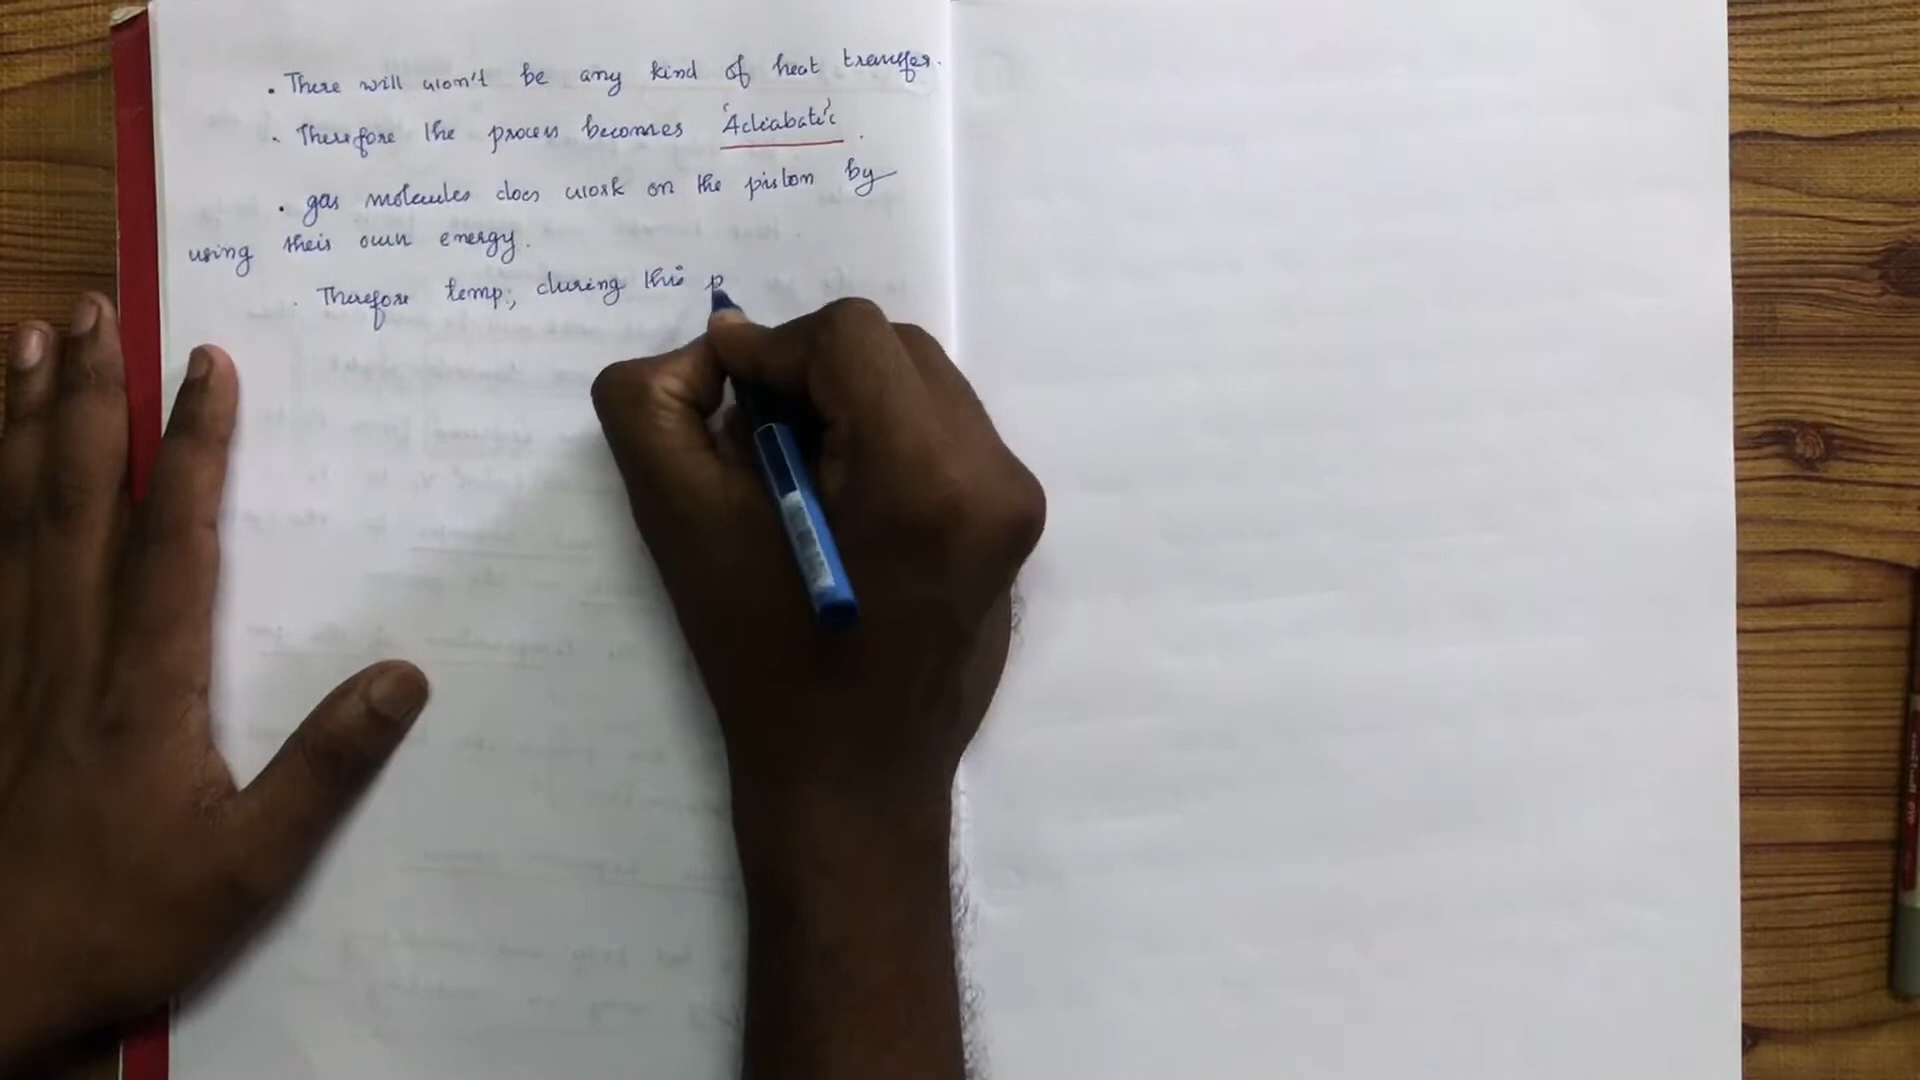 . There will won't be any kind of heat transfer.
. Therefore the process becomes 'Adiabatic' .
. gas molecules does work on the piston by
using their own energy.
. Therefore temp; during this p